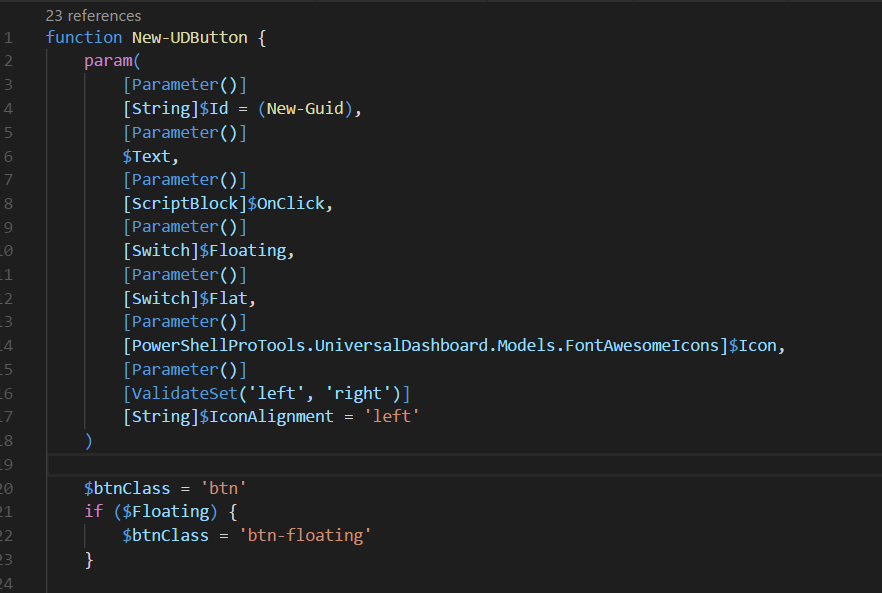 23 references
1 function New-UDButton {
2 param(
3 [Parameter()]
4 [String]$Id = (New-Guid),
5 [Parameter()]
6 $Text,
7 [Parameter()]
8 [ScriptBlock]$OnClick,
9 [Parameter()]
10 [Switch]$Floating,
11 [Parameter()]
12 [Switch]$Flat,
13 [Parameter()]
14 [PowerShellProTools.UniversalDashboard.Models.FontAwesomeIcons]$Icon,
15 [Parameter()]
16 [ValidateSet('left', 'right')]
17 [String]$IconAlignment = 'left'
18 )
19
20 $btnClass = 'btn'
21 if ($Floating) {
22 $btnClass = 'btn-floating'
23 }
24